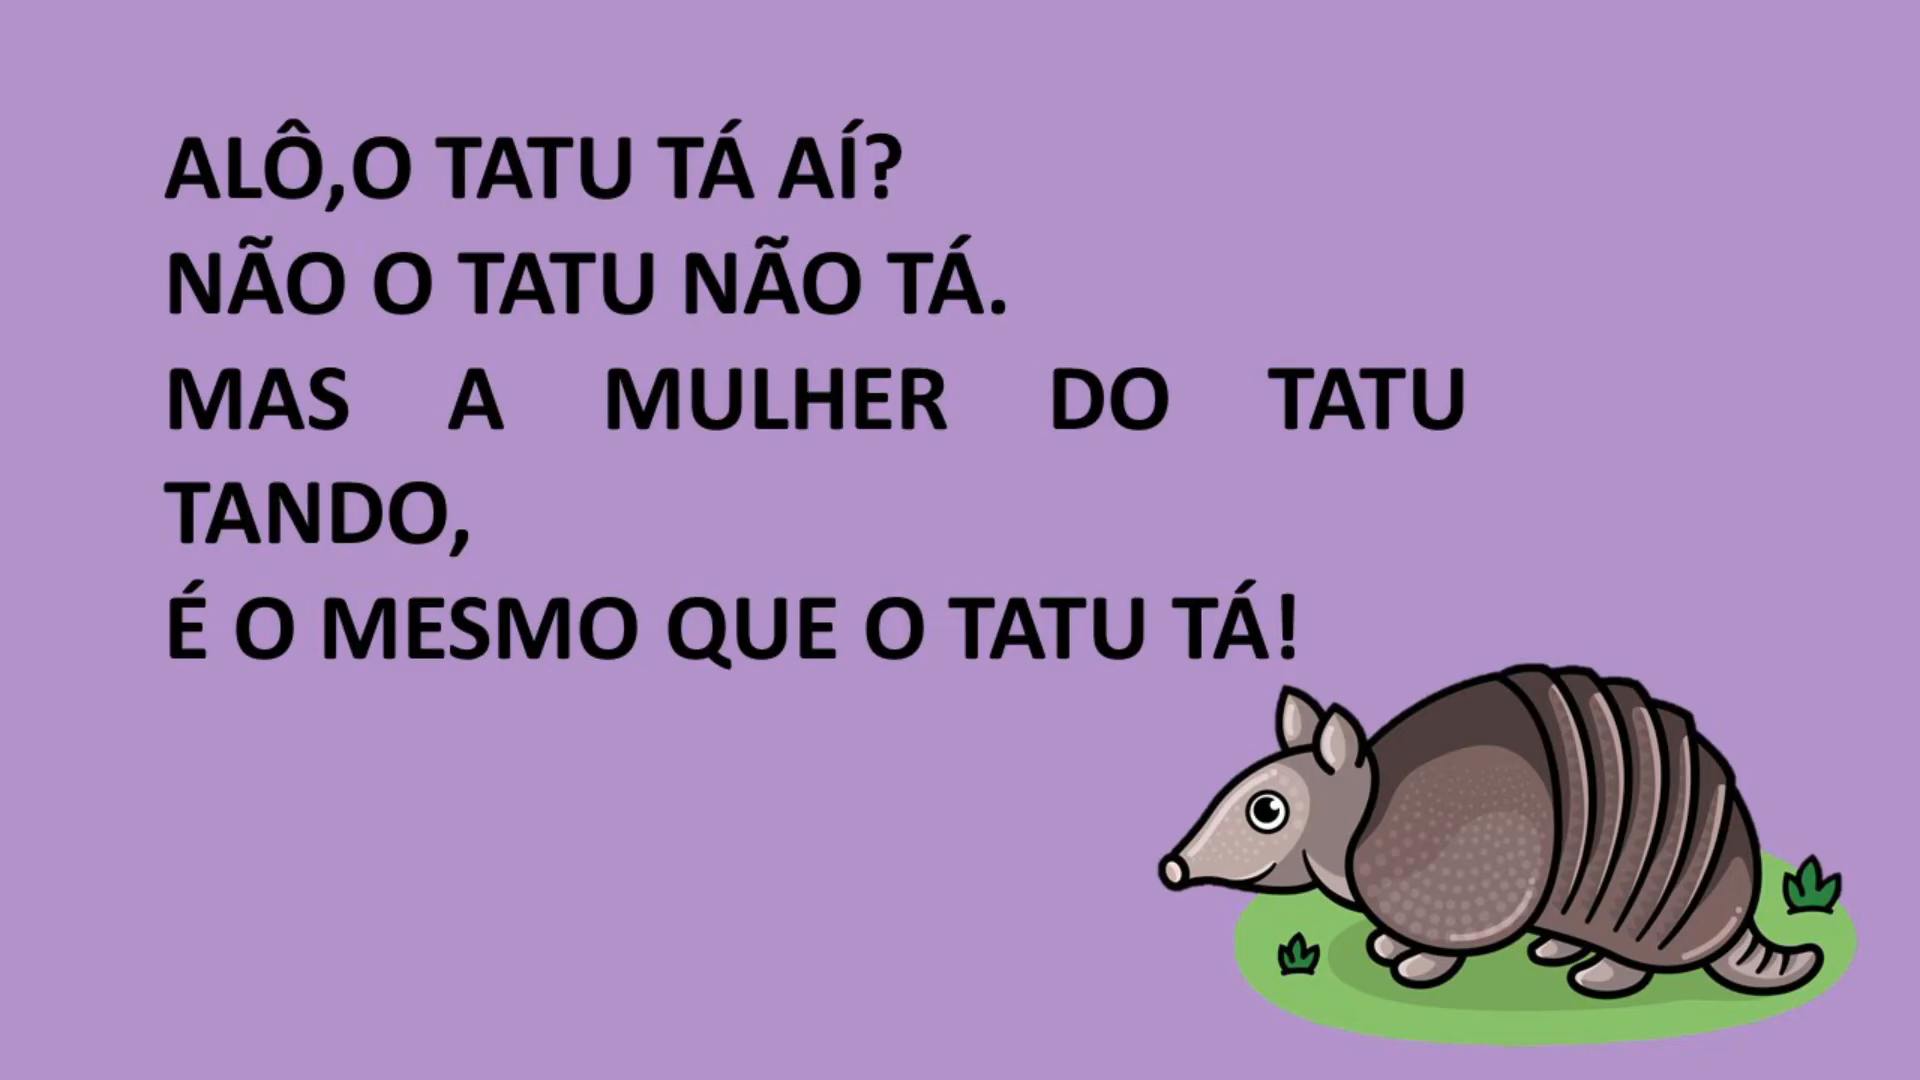 ALÔ,O TATU TÁ AÍ?
NÃO O TATU NÃO TÁ.
MAS A MULHER DO TATU
TANDO,
É O MESMO QUE O TATU TÁ!